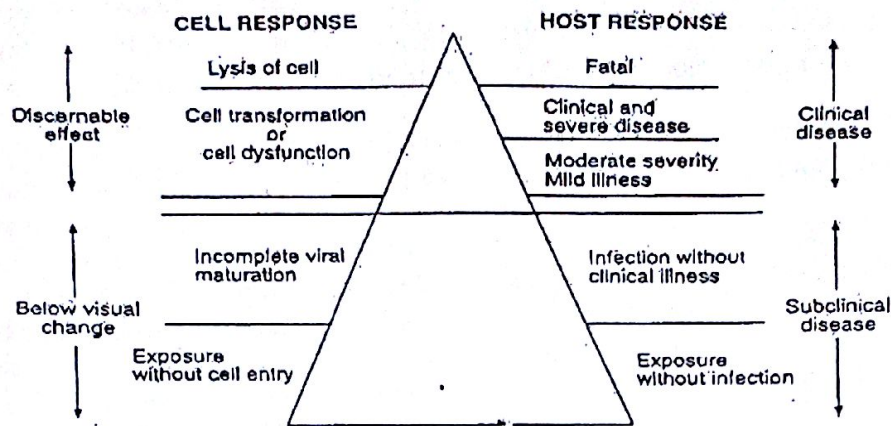 CELL RESPONSE
HOST RESPONSE
Lysis of cell
Fatal
Discernable
effect
Cell transformation
or
cell dysfunction
Clinical and
severe disease
Moderate severity
Mild illness
Clinical
disease
Below visual
change
Incomplete viral
maturation
Infection without
clinical illness
Subclinical
disease
Exposure
without cell entry
Exposure
without infection